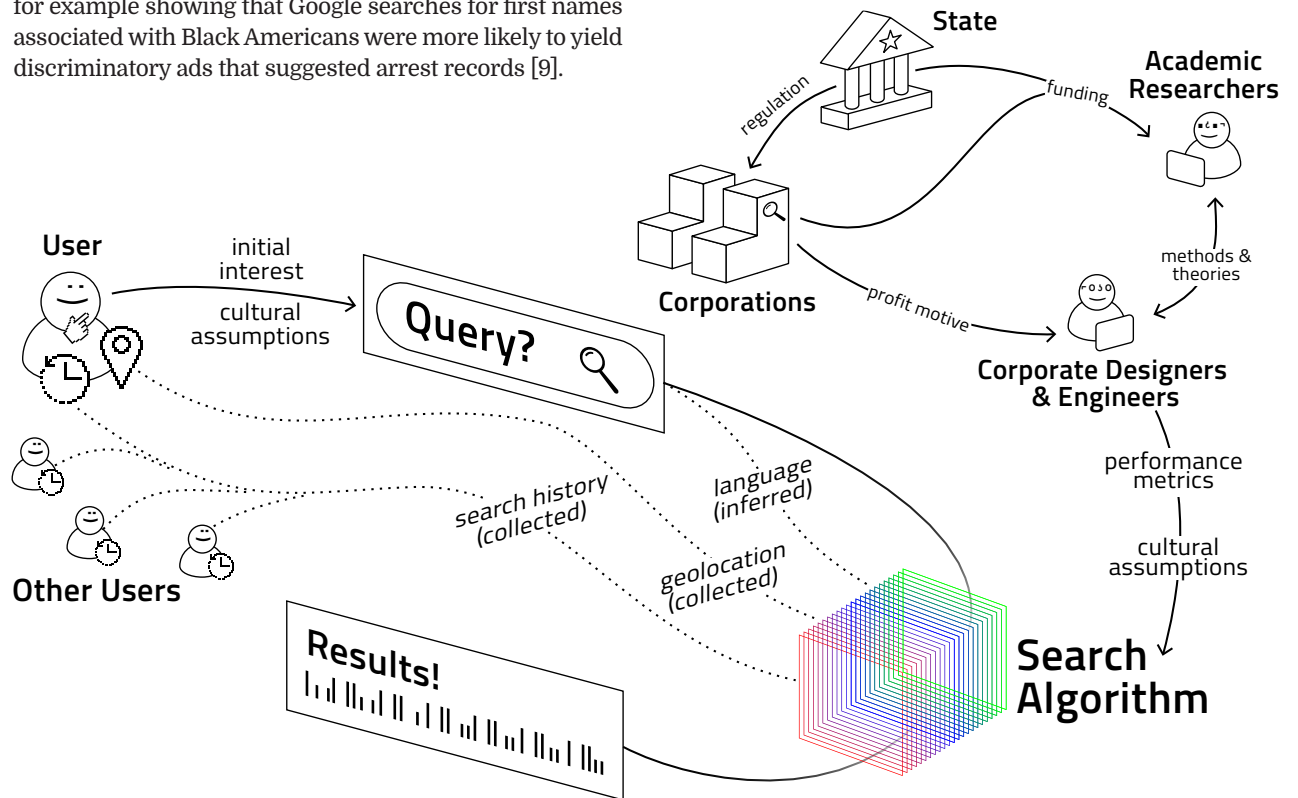 for example showing that Google searches for first names
associated with Black Americans were more likely to yield
discriminatory ads that suggested arrest records [9].
State
Academic
Researchers
regulation
funding
Corporations
profit motive
methods &
theories
Corporate Designers
& Engineers
User
initial
interest
cultural
assumptions
Query?
performance
metrics
cultural
assumptions
language
(inferred)
search history
(collected)
geolocation
(collected)
Other Users
Results!
Search
Algorithm